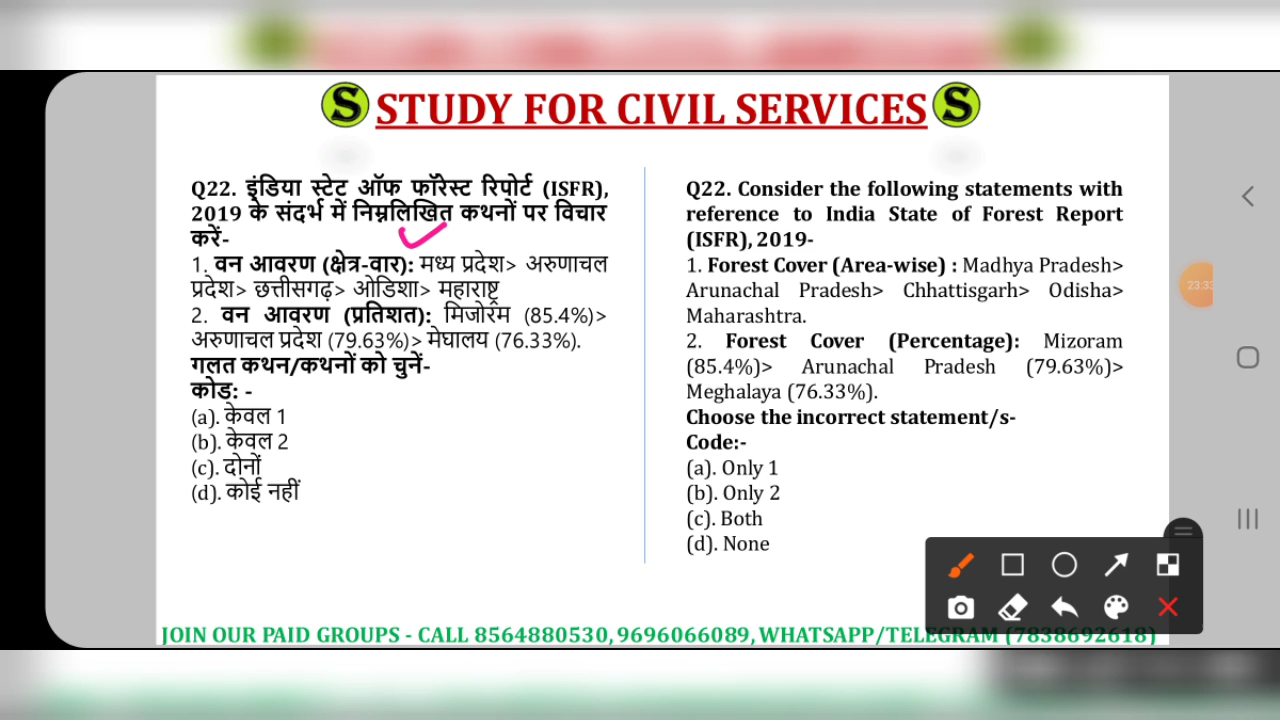 S STUDY FOR CIVIL SERVICES S
Q22. इंडिया स्टेट ऑफ फॉरेस्ट रिपोर्ट (ISFR),
2019 के संदर्भ में निम्नलिखित कथनों पर विचार
करें-
1. वन आवरण (क्षेत्र-वार): मध्य प्रदेश> अरुणाचल
प्रदेश> छत्तीसगढ़> ओडिशा> महाराष्ट्र
2. वन आवरण (प्रतिशत): मिजोरम (85.4%)>
अरुणाचल प्रदेश (79.63%)> मेघालय (76.33%).
गलत कथन/कथनों को चुनें-
कोड: -
(a). केवल 1
(b). केवल 2
(c). दोनों
(d). कोई नहीं
Q22. Consider the following statements with
reference to India State of Forest Report
(ISFR), 2019-
1. Forest Cover (Area-wise) : Madhya Pradesh>
Arunachal Pradesh> Chhattisgarh> Odisha>
Maharashtra.
2. Forest Cover (Percentage): Mizoram
(85.4%)> Arunachal Pradesh (79.63%)>
Meghalaya (76.33%).
Choose the incorrect statement/s-
Code:-
(a). Only 1
(b). Only 2
(c). Both
(d). None
23:33
JOIN OUR PAID GROUPS - CALL 8564880530, 9696066089, WHATSAPP/TELEGRAM (7838692618)